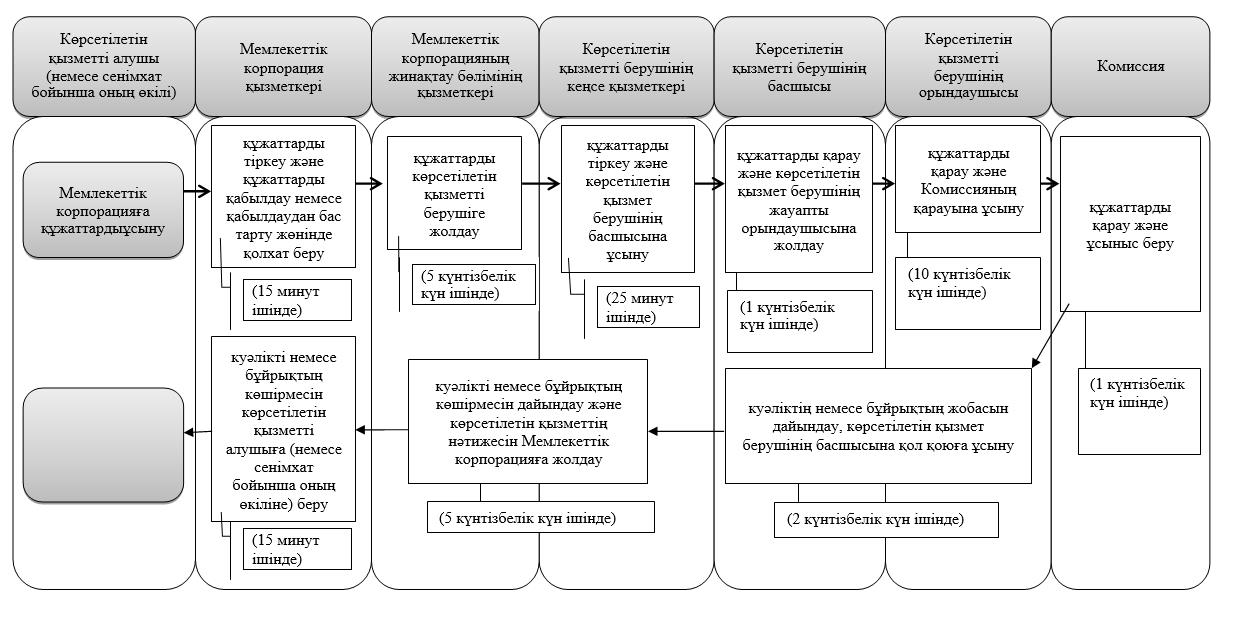 Көрсетілетін
қызметті алушы
(немесе сенімхат
бойынша оның өкілі)
Мемлекеттік
корпорация
қызметкері
Мемлекеттік
корпорацияның
жинақтау бөлімінің
қызметкері
Көрсетілетін
қызметті берушінің
кеңсе қызметкері
Көрсетілетін
қызметті берушінің
басшысы
Көрсетілетін
қызметті
берушінің
орындаушысы
Комиссия
Мемлекеттік
корпорацияға
құжаттардыұсыну
құжаттарды
тіркеу және
құжаттарды
қабылдау немесе
қабылдаудан бас
тарту жөнінде
қолхат беру
(15 минут
ішінде)
құжаттарды
көрсетілетін
қызметті
берушіге
жолдау
(5 күнтізбелік
күн ішінде)
құжаттарды
тіркеу және
көрсетілетін
қызмет
берушінің
басшысына
ұсыну
(25 минут
ішінде)
құжаттарды қарау
және көрсетілетін
қызмет берушінің
жауапты
орындаушысына
жолдау
(1 күнтізбелік
күн ішінде)
құжаттарды
қарау және
Комиссияның
қарауына ұсыну
(10 күнтізбелік
күн ішінде)
құжаттарды
қарау және
ұсыныс беру
(1 күнтізбелік
күн ішінде)
куәліктің немесе бұйрықтың жобасын
дайындау, көрсетілетін қызмет
берушінің басшысына қол қоюға ұсыну
(2 күнтізбелік күн ішінде)
куәлікті немесе бұйрықтың
көшірмесін дайындау және
көрсетілетін қызметтің
нәтижесін Мемлекеттік
корпорацияға жолдау
(5 күнтізбелік күн ішінде)
куәлікті немесе
бұйрықтың
көшірмесін
көрсетілетін
қызметті
алушыға (немесе
сенімхат
бойынша оның
өкіліне) беру
(15 минут
ішінде)